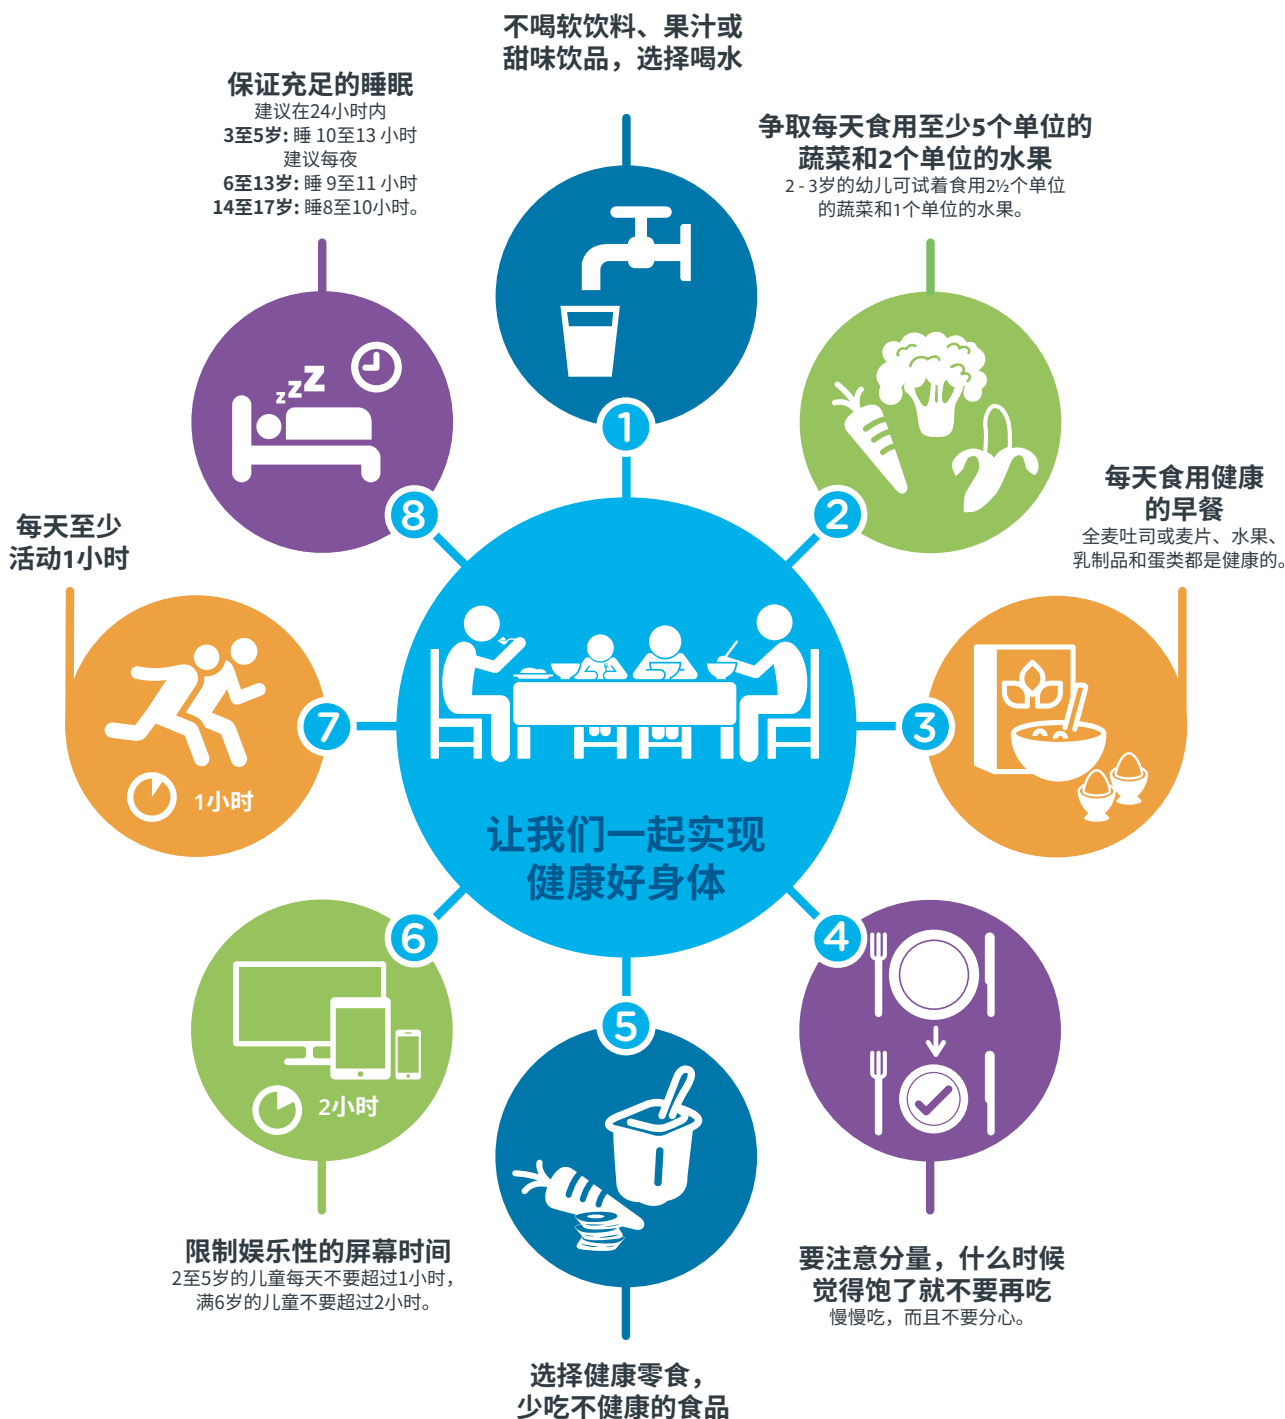 不喝软饮料、果汁或
甜味饮品，选择喝水
1
争取每天食用至少5个单位的
蔬菜和2个单位的水果
2 - 3岁的幼儿可试着食用2½个单位
的蔬菜和1个单位的水果。
2
每天食用健康
的早餐
全麦吐司或麦片、水果、
乳制品和蛋类都是健康的。
3
4
要注意分量，什么时候
觉得饱了就不要再吃
慢慢吃，而且不要分心。
5
选择健康零食，
少吃不健康的食品
6
2小时
限制娱乐性的屏幕时间
2至5岁的儿童每天不要超过1小时，
满6岁的儿童不要超过2小时。
每天至少
活动1小时
7
1小时
保证充足的睡眠
建议在24小时内
3至5岁: 睡 10至13 小时
建议每夜
6至13岁: 睡 9至11 小时
14至17岁: 睡8至10小时。
zzz
8
让我们一起实现
健康好身体